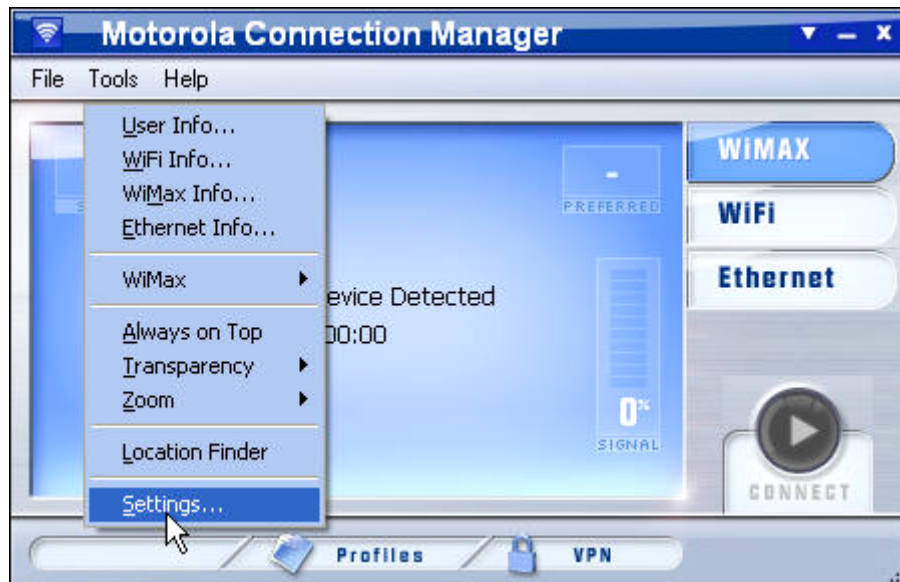 Motorola Connection Manager
File Tools Help
User Info...
WiFi Info...
WiMax Info...
Ethernet Info...
WiMax
Always on Top
Transparency
Zoom
Location Finder
Settings...
-
PREFERRED
evice Detected
00:00
0%
SIGNAL
WiMAX
WiFi
Ethernet
CONNECT
Profiles
VPN